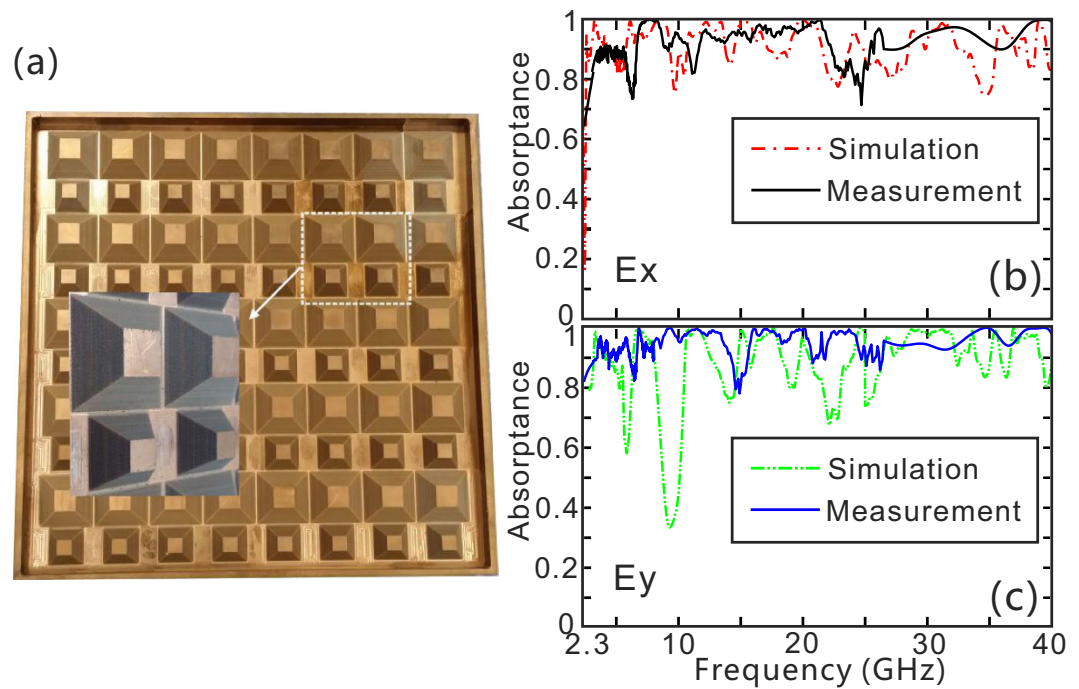 (a)
1
0.8
0.6
0.4
0.2
0
Absorptance
Simulation
Measurement
Ex
(b)
1
0.8
0.6
0.4
0.2
0
Absorptance
Simulation
Measurement
Ey
(c)
2.3 10 20 30 40
Frequency (GHz)